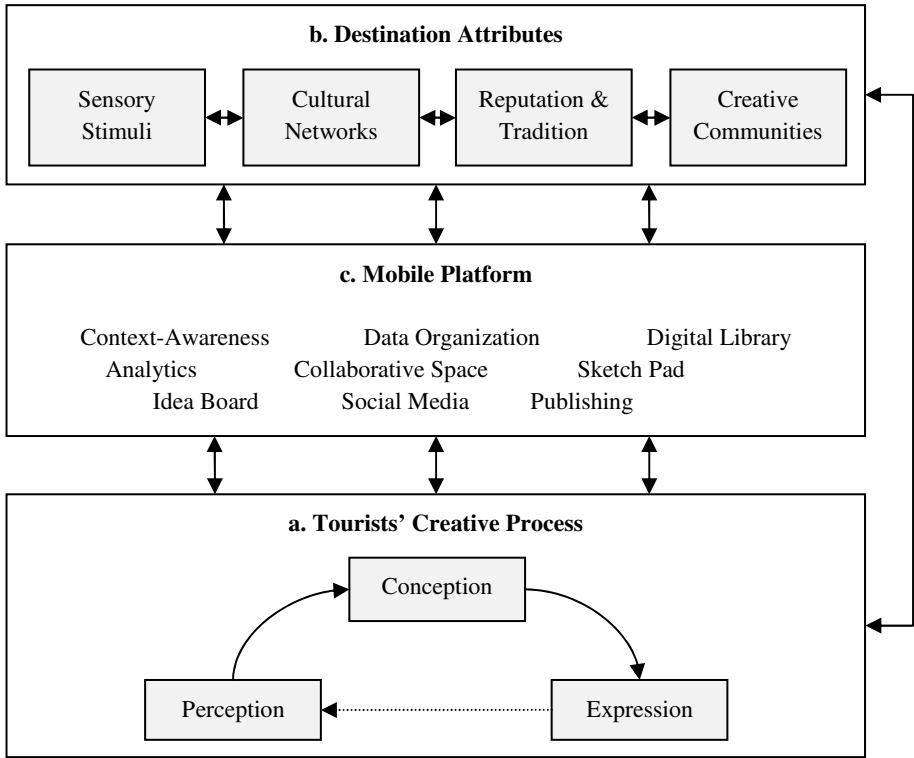 b. Destination Attributes
Sensory
Stimuli
Cultural
Networks
Reputation &
Tradition
Creative
Communities
c. Mobile Platform
Context-Awareness Data Organization Digital Library
Analytics Collaborative Space Sketch Pad
Idea Board Social Media Publishing
a. Tourists’ Creative Process
Conception
Perception
Expression